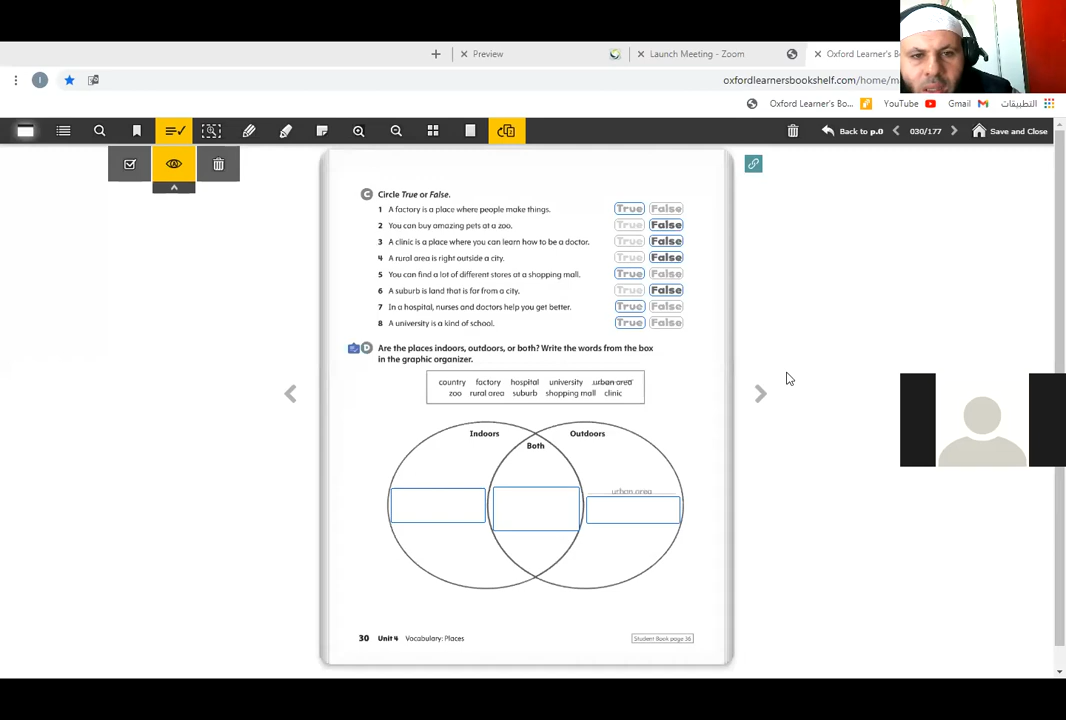 Preview
Launch Meeting - Zoom
Oxford Learner's Bo
oxfordlearnersbookshelf.com/home/m
Oxford Learner's Bo...
YouTube
Gmail
التطبيقات
Back to p.0
030/177
Save and Close
C Circle True or False.
1 A factory is a place where people make things. True False
2 You can buy amazing pets at a zoo. True False
3 A clinic is a place where you can learn how to be a doctor. True False
4 A rural area is right outside a city. True False
5 You can find a lot of different stores at a shopping mall. True False
6 A suburb is land that is far from a city. True False
7 In a hospital, nurses and doctors help you get better. True False
8 A university is a kind of school. True False
D Are the places indoors, outdoors, or both? Write the words from the box
in the graphic organizer.
country factory hospital university urban area
zoo rural area suburb shopping mall clinic
Indoors Outdoors
Both
urban area
30 Unit 4 Vocabulary: Places
Student Book page 36